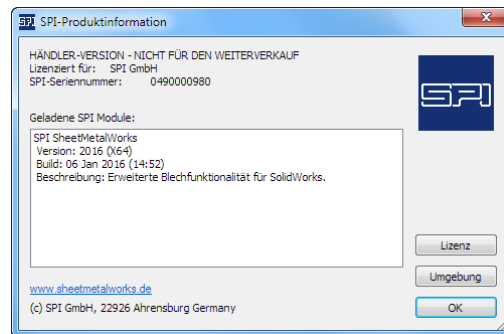 SPI SPI-Produktinformation
HÄNDLER-VERSION - NICHT FÜR DEN WEITERVERKAUF
Lizenziert für: SPI GmbH
SPI-Seriennummer: 0490000980
SPI
Geladene SPI Module:
SPI SheetMetalWorks
Version: 2016 (X64)
Build: 06 Jan 2016 (14:52)
Beschreibung: Erweiterte Blechfunktionalität für SolidWorks.
Lizenz
Umgebung
www.sheetmetalworks.de
(c) SPI GmbH, 22926 Ahrensburg Germany
OK